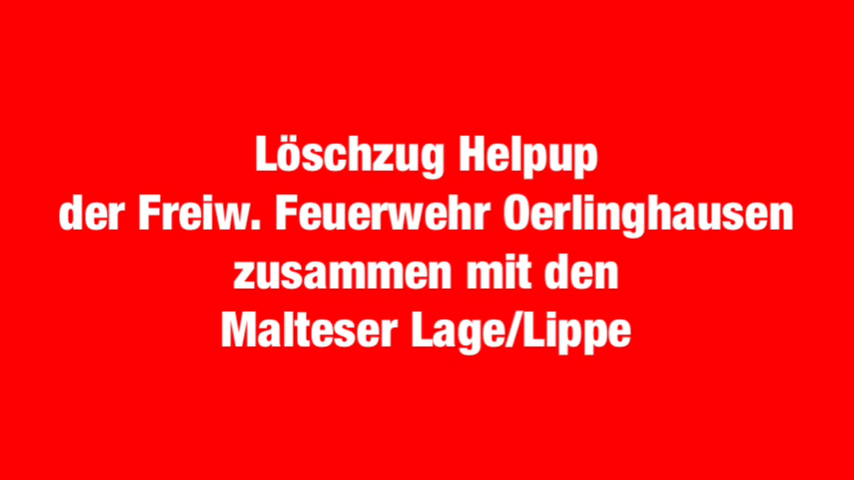 Löschzug Helpup
der Freiw. Feuerwehr Oerlinghausen
zusammen mit den
Malteser Lage/Lippe